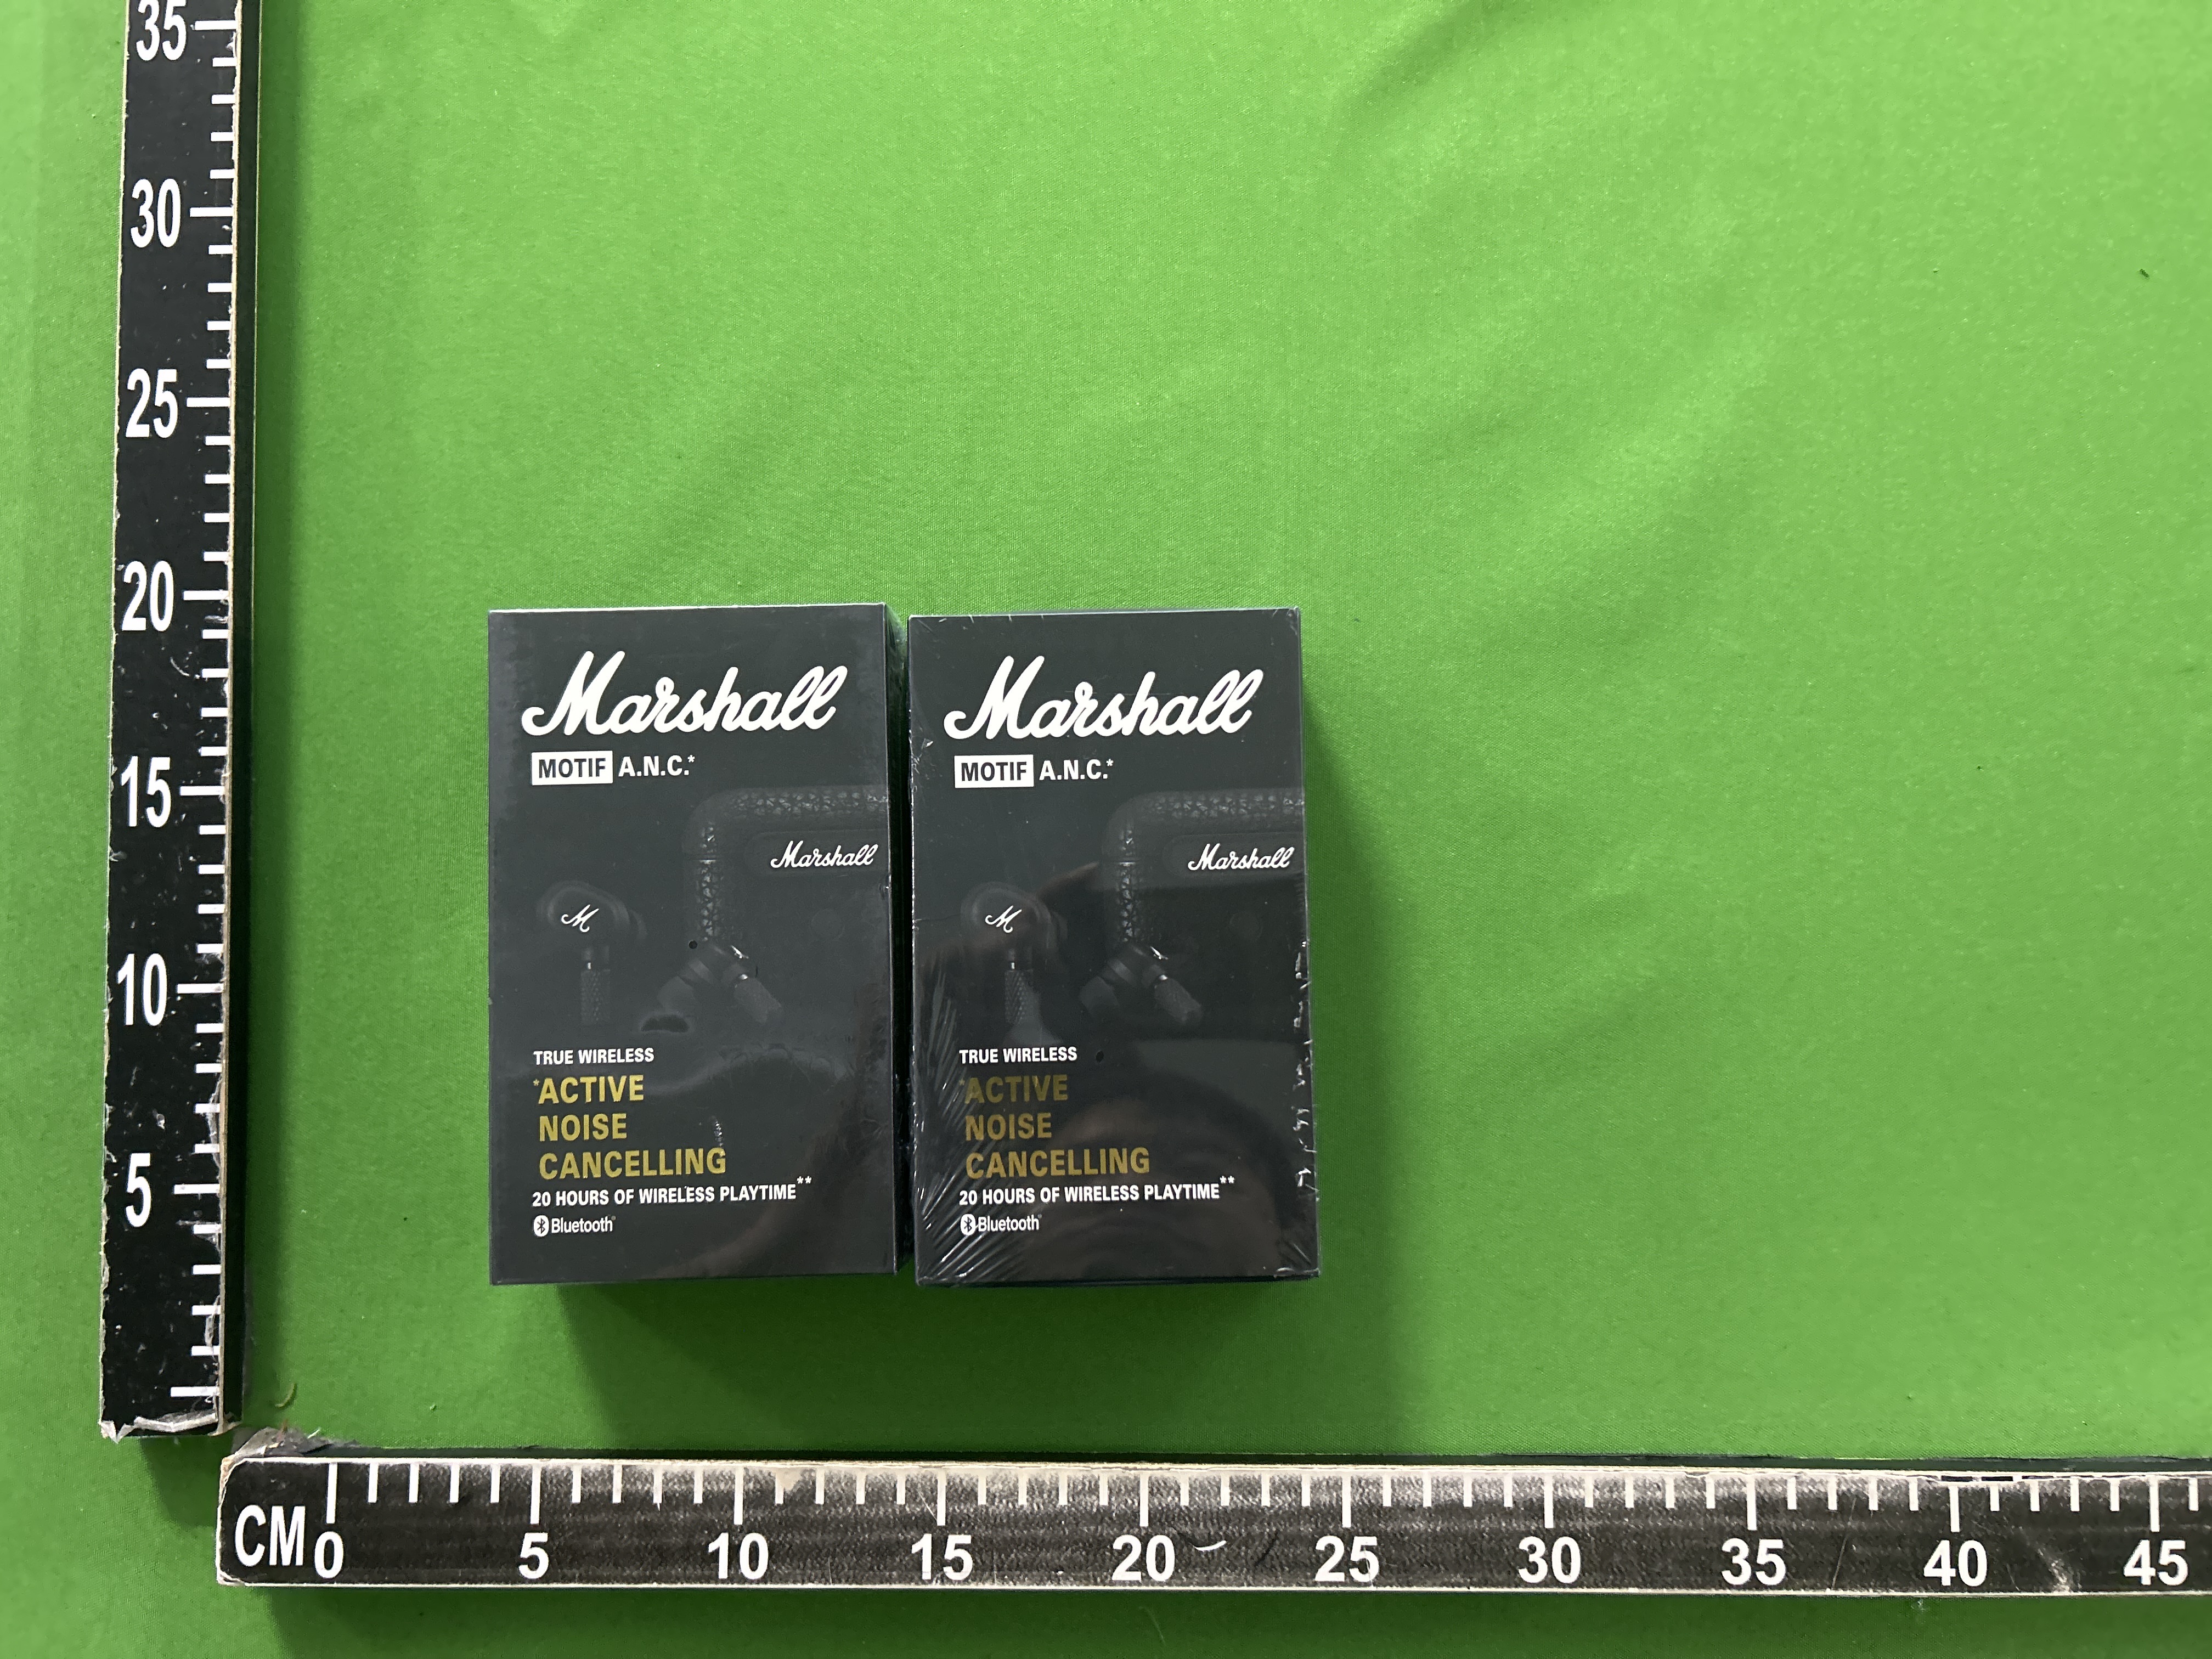 35
30
25
20
15
10
5
Marshall
MOTIF A.N.C.*
Marshall
M
TRUE WIRELESS
*ACTIVE
NOISE
CANCELLING
20 HOURS OF WIRELESS PLAYTIME**
Bluetooth®
Marshall
MOTIF A.N.C.*
Marshall
M
TRUE WIRELESS
*ACTIVE
NOISE
CANCELLING
20 HOURS OF WIRELESS PLAYTIME**
Bluetooth®
CM 0 5 10 15 20 25 30 35 40 45